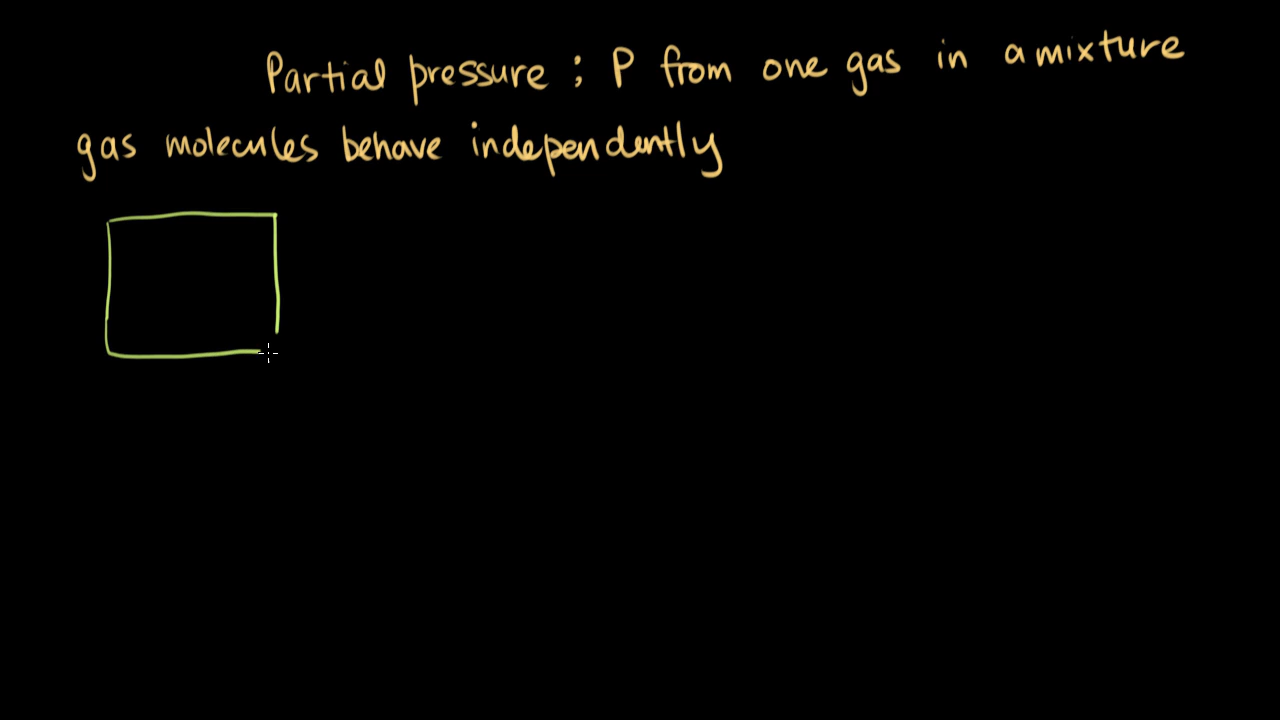 Partial pressure : P from one gas in a mixture
gas molecules behave independently